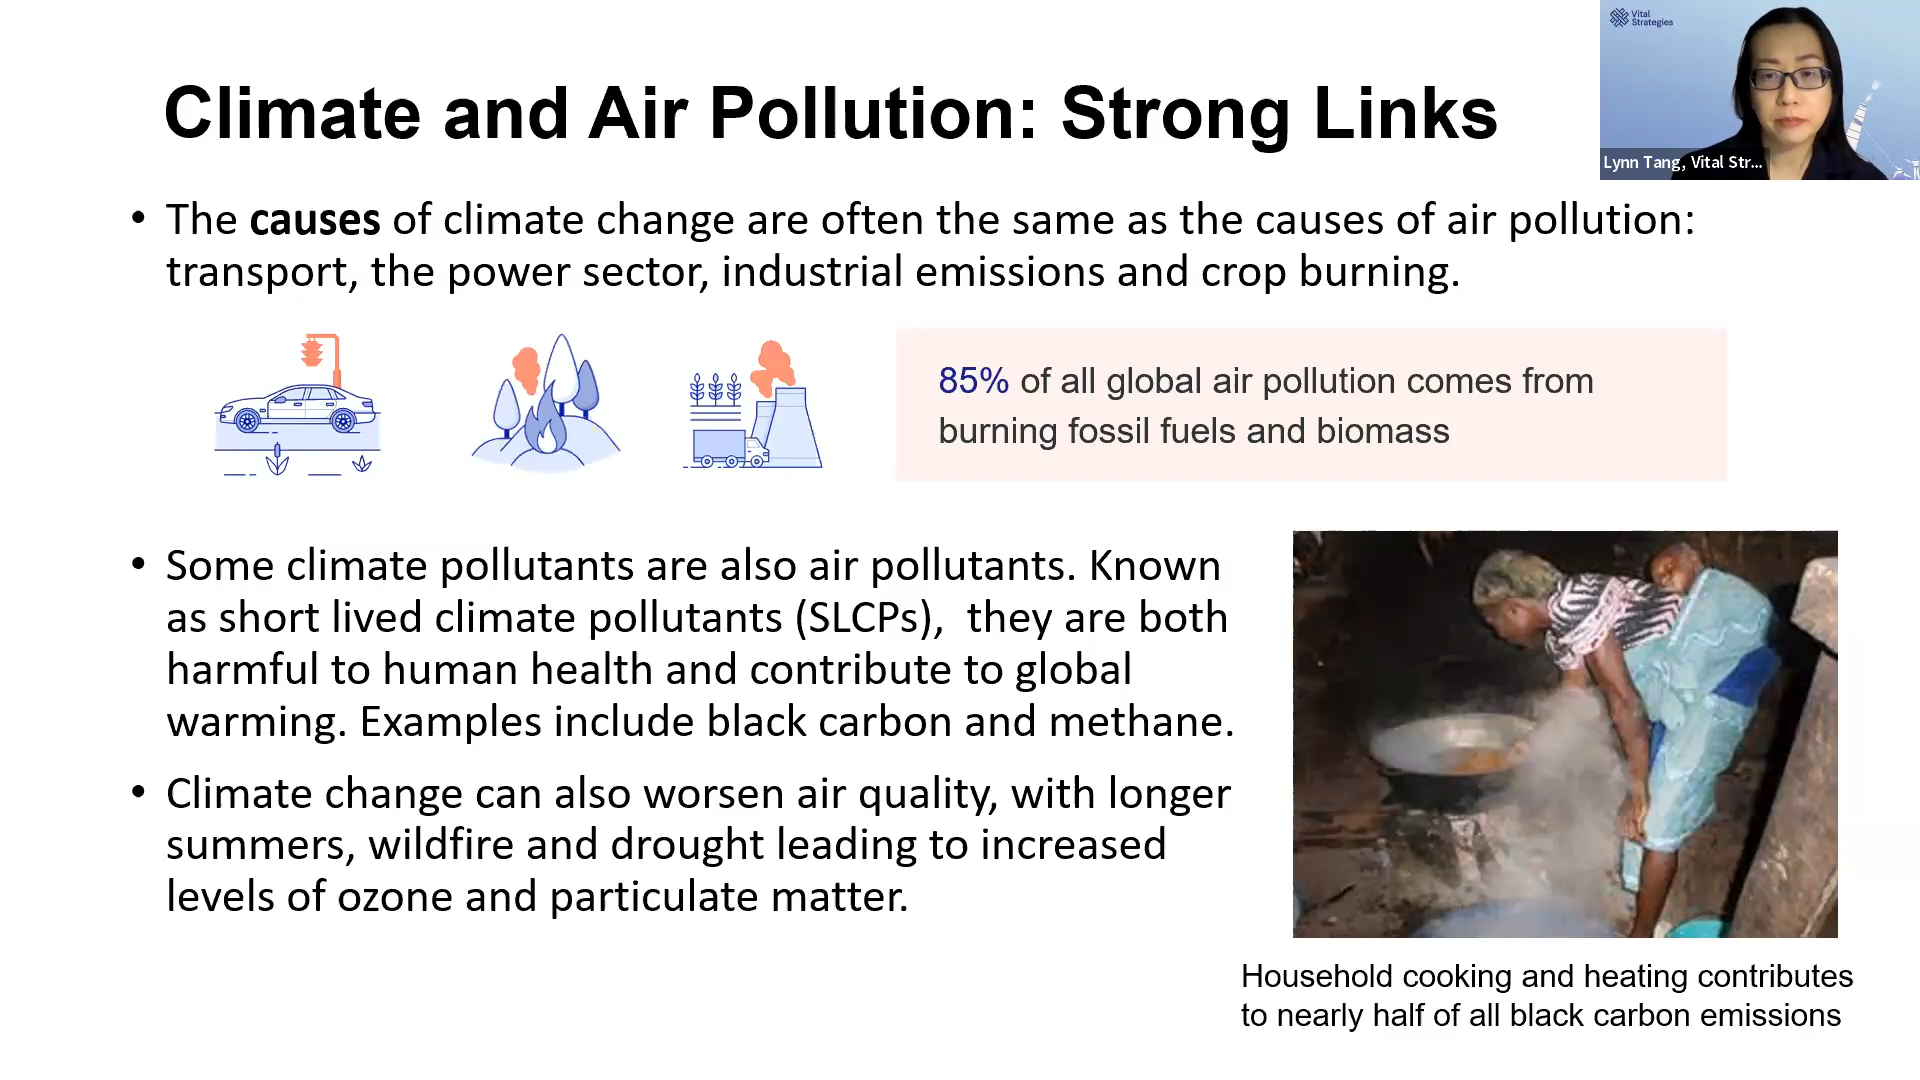 Vital
Strategies
Lynn Tang, Vital Str...
Climate and Air Pollution: Strong Links
• The causes of climate change are often the same as the causes of air pollution:
transport, the power sector, industrial emissions and crop burning.
85% of all global air pollution comes from
burning fossil fuels and biomass
• Some climate pollutants are also air pollutants. Known
as short lived climate pollutants (SLCPs),  they are both
harmful to human health and contribute to global
warming. Examples include black carbon and methane.
• Climate change can also worsen air quality, with longer
summers, wildfire and drought leading to increased
levels of ozone and particulate matter.
Household cooking and heating contributes
to nearly half of all black carbon emissions